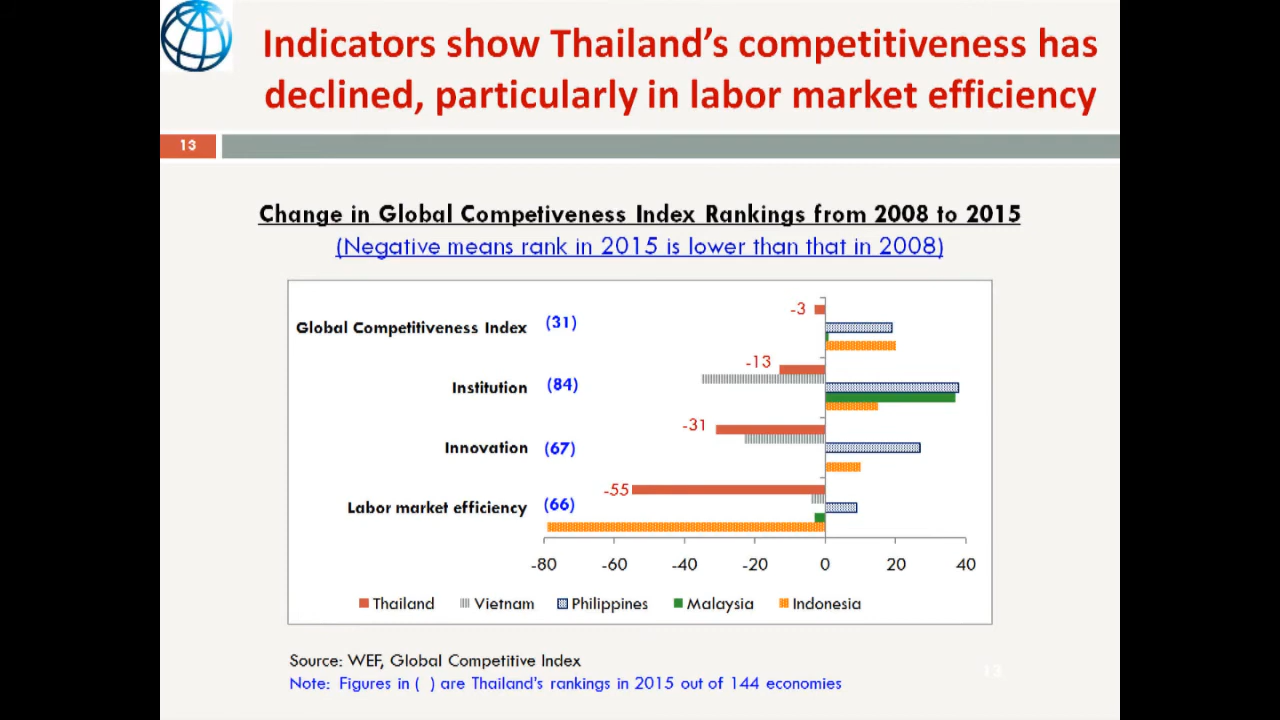 Indicators show Thailand's competitiveness has
declined, particularly in labor market efficiency
13
Change in Global Competiveness Index Rankings from 2008 to 2015
(Negative means rank in 2015 is lower than that in 2008)
Global Competitiveness Index (31) -3
Institution (84) -13
Innovation (67) -31
Labor market efficiency (66) -55
-80 -60 -40 -20 0 20 40
Thailand Vietnam Philippines Malaysia Indonesia
Source: WEF, Global Competitive Index
13
Note: Figures in ( ) are Thailand's rankings in 2015 out of 144 economies